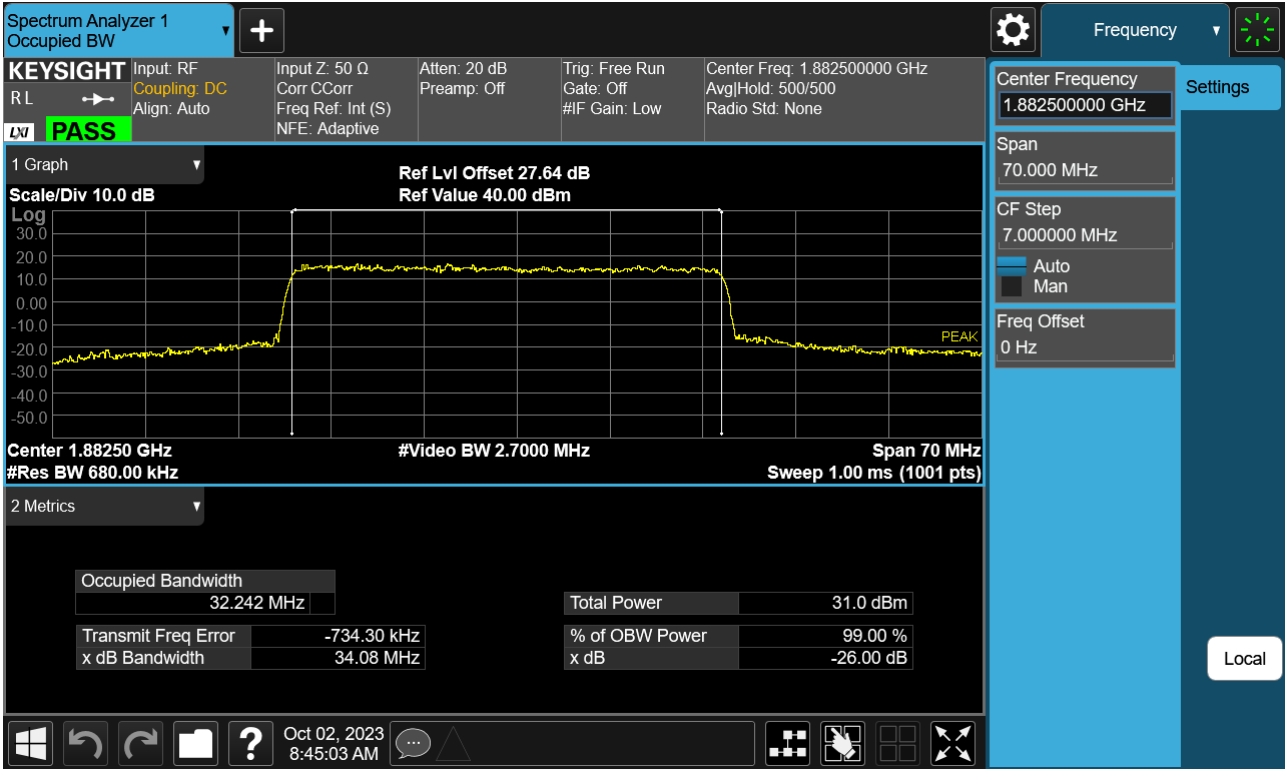 Spectrum Analyzer 1
Occupied BW
Frequency
KEYSIGHT
R L
LXI PASS
Input: RF
Coupling: DC
Align: Auto
Input Z: 50 Ω
Corr CCorr
Freq Ref: Int (S)
NFE: Adaptive
Atten: 20 dB
Preamp: Off
Trig: Free Run
Gate: Off
#IF Gain: Low
Center Freq: 1.882500000 GHz
Avg|Hold: 500/500
Radio Std: None
1 Graph
Scale/Div 10.0 dB
Ref Lvl Offset 27.64 dB
Ref Value 40.00 dBm
Log
30.0
20.0
10.0
0.00
-10.0
-20.0
-30.0
-40.0
-50.0
PEAK
Center 1.88250 GHz
#Res BW 680.00 kHz
#Video BW 2.7000 MHz
Span 70 MHz
Sweep 1.00 ms (1001 pts)
2 Metrics
Occupied Bandwidth
32.242 MHz
Transmit Freq Error -734.30 kHz
x dB Bandwidth 34.08 MHz
Total Power 31.0 dBm
% of OBW Power 99.00 %
x dB -26.00 dB
Center Frequency
1.882500000 GHz
Span
70.000 MHz
CF Step
7.000000 MHz
Auto
Man
Freq Offset
0 Hz
Settings
Local
?
Oct 02, 2023
8:45:03 AM